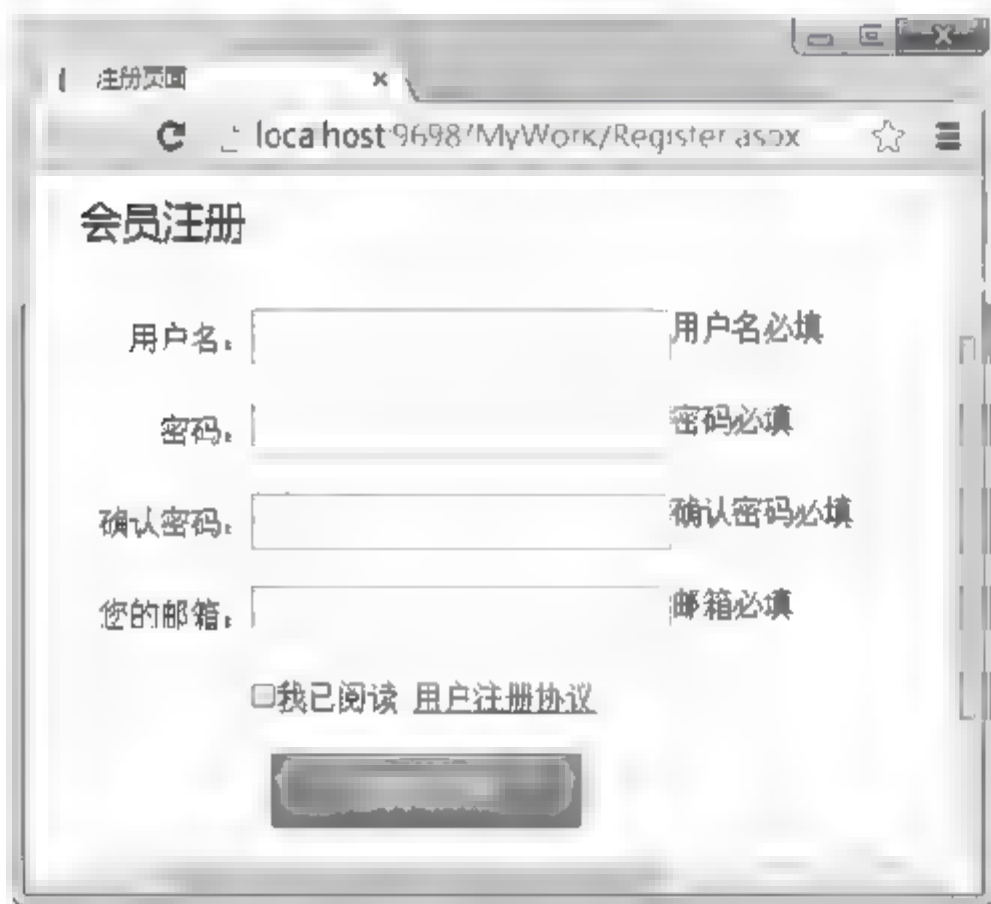 注册页面
localhost:9698/MyWork/Register.aspx
会员注册
用户名：
用户名必填
密码：
密码必填
确认密码：
确认密码必填
您的邮箱：
邮箱必填
我已阅读 用户注册协议